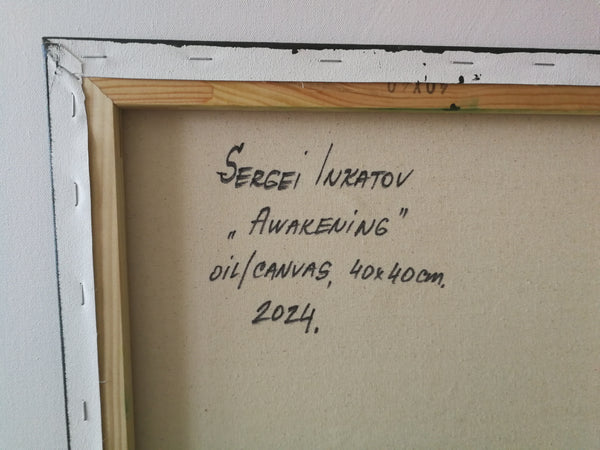 SERGEi INKATOV
„AWAKENiNG"
OiL/CANVAS, 40x40cm.
2024.